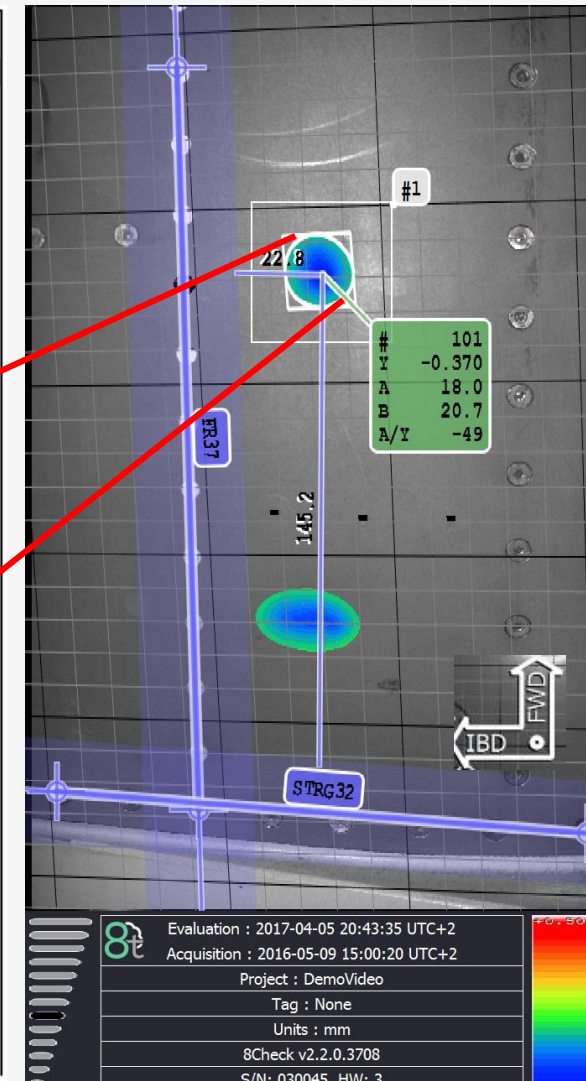 #1
22.8
# 101
Y -0.370
A 18.0
B 20.7
A/Y -49
FR37
145.2
FWD
IBD
STRG32
8t
Evaluation : 2017-04-05 20:43:35 UTC+2
Acquisition : 2016-05-09 15:00:20 UTC+2
Project : DemoVideo
Tag : None
Units : mm
8Check v2.2.0.3708
S/N: 030045, HW: 3